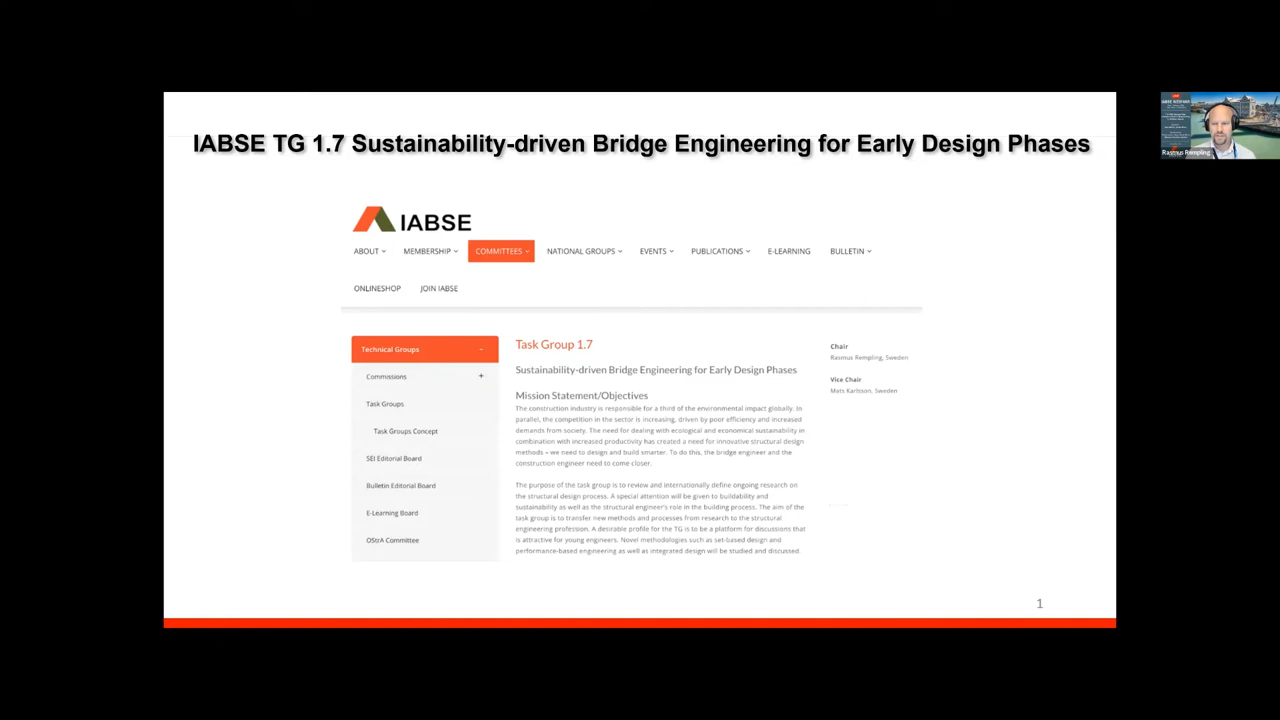 IABSE TG 1.7 Sustainability-driven Bridge Engineering for Early Design Phases
IABSE
ABOUT MEMBERSHIP COMMITTEES NATIONAL GROUPS EVENTS PUBLICATIONS E-LEARNING BULLETIN
ONLINESHOP JOIN IABSE
Technical Groups -
Commissions +
Task Groups
Task Groups Concept
SEI Editorial Board
Bulletin Editorial Board
E-Learning Board
OStrA Committee
Task Group 1.7
Sustainability-driven Bridge Engineering for Early Design Phases
Mission Statement/Objectives
The construction industry is responsible for a third of the environmental impact globally. In
parallel, the competition in the sector is increasing, driven by poor efficiency and increased
demands from society. The need for dealing with ecological and economical sustainability in
combination with increased productivity has created a need for innovative structural design
methods – we need to design and build smarter. To do this, the bridge engineer and the
construction engineer need to come closer.
The purpose of the task group is to review and internationally define ongoing research on
the structural design process. A special attention will be given to buildability and
sustainability as well as the structural engineer's role in the building process. The aim of the
task group is to transfer new methods and processes from research to the structural
engineering profession. A desirable profile for the TG is to be a platform for discussions that
is attractive for young engineers. Novel methodologies such as set-based design and
performance-based engineering as well as integrated design will be studied and discussed.
Chair
Rasmus Rempling, Sweden
Vice Chair
Mats Karlsson, Sweden
1
IABSE WEBINAR
Rasmus Rempling